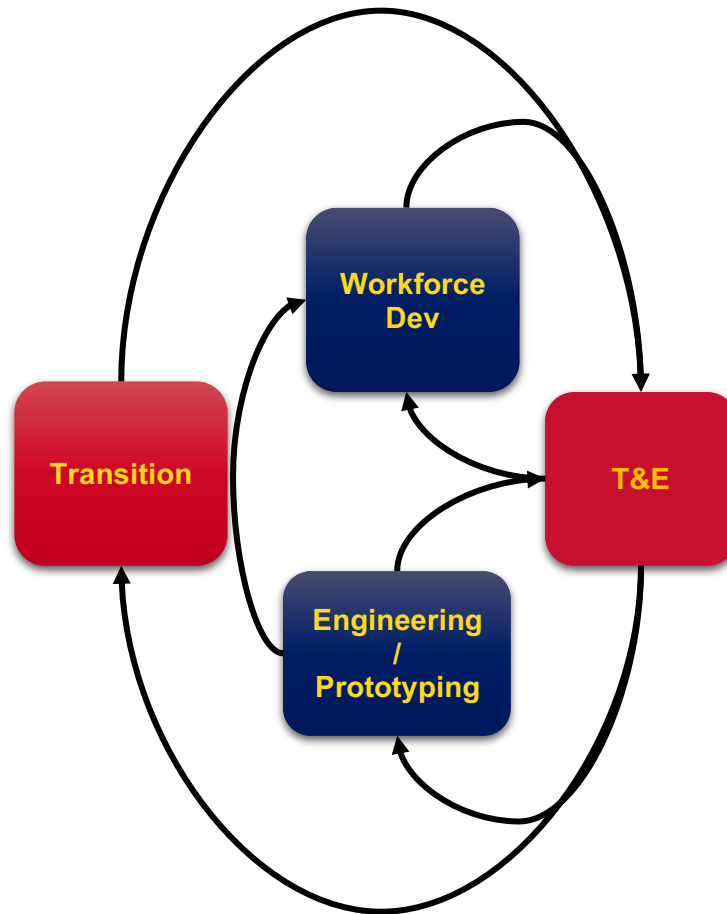 Workforce
Dev
Transition
T&E
Engineering
/
Prototyping